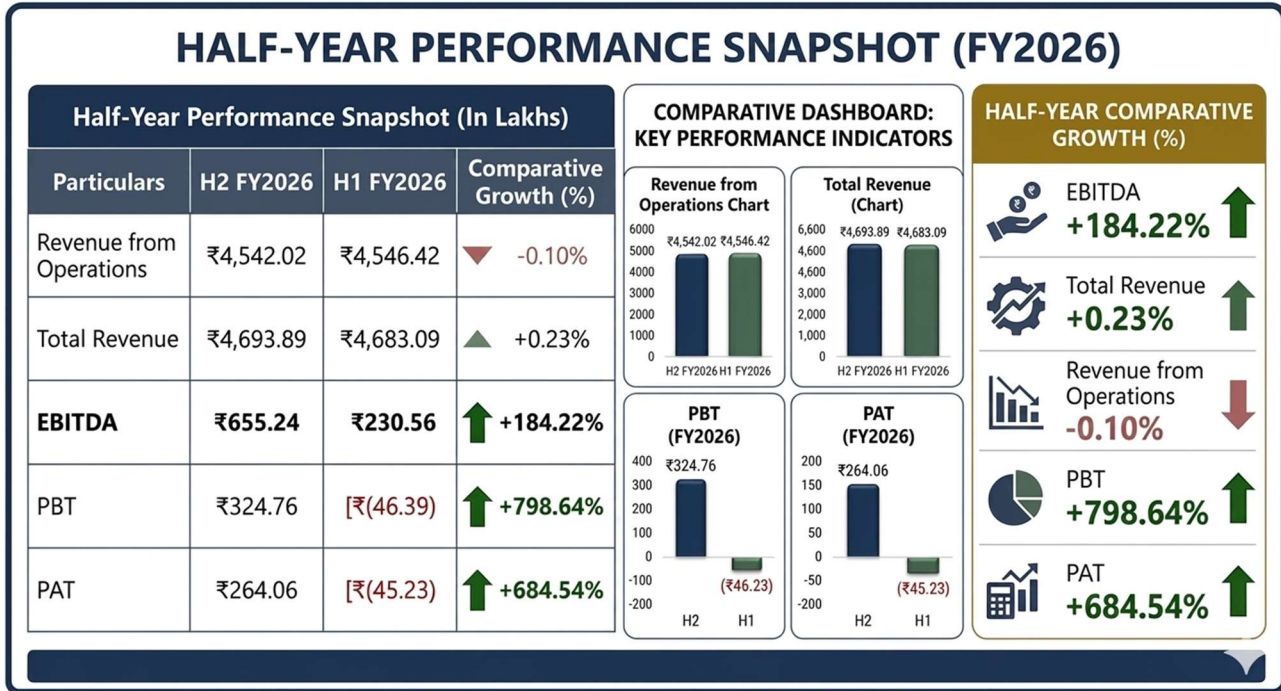 HALF-YEAR PERFORMANCE SNAPSHOT (FY2026)
Half-Year Performance Snapshot (In Lakhs)
Particulars
H2 FY2026
H1 FY2026
Comparative
Growth (%)
Revenue from
Operations
₹4,542.02
₹4,546.42
-0.10%
Total Revenue
₹4,693.89
₹4,683.09
+0.23%
EBITDA
₹655.24
₹230.56
+184.22%
PBT
₹324.76
[₹(46.39)
+798.64%
PAT
₹264.06
[₹(45.23)
+684.54%
COMPARATIVE DASHBOARD:
KEY PERFORMANCE INDICATORS
Revenue from
Operations Chart
6000
5000
5000
4000
3000
2000
1000
0
₹4,542.02
₹4,546.42
H2 FY2026
H1 FY2026
Total Revenue
(Chart)
6,600
4,600
4,600
3,000
2,000
1,000
0
₹4,693.89
₹4,683.09
H2 FY2026
H1 FY2026
PBT
(FY2026)
400
300
200
100
0
-100
-200
₹324.76
(₹46.23)
H2
H1
PAT
(FY2026)
200
150
100
50
0
-50
-200
₹264.06
(₹45.23)
H2
H1
HALF-YEAR COMPARATIVE
GROWTH (%)
EBITDA
+184.22%
Total Revenue
+0.23%
Revenue from
Operations
-0.10%
PBT
+798.64%
PAT
+684.54%